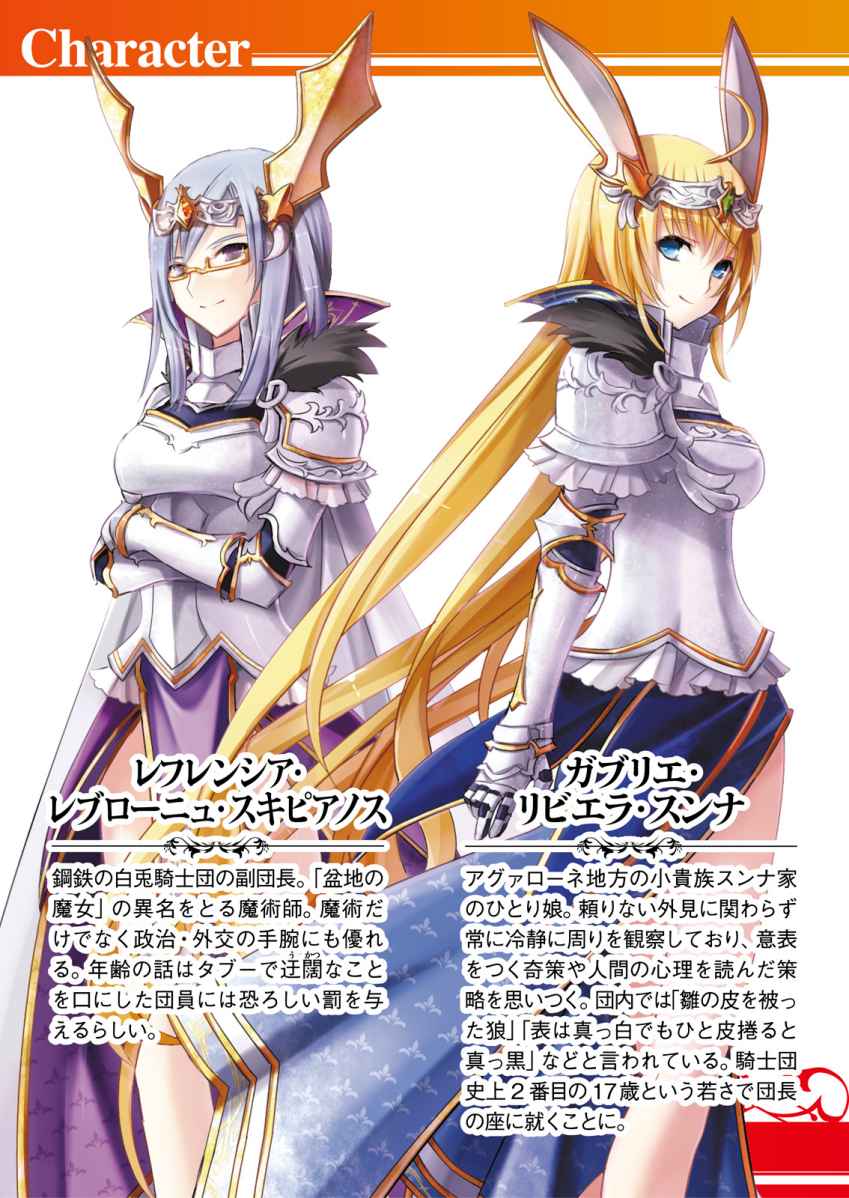 Character
レフレンシア・
レブローニュ・スキピアノス
鋼鉄の白兎騎士団の副団長。「盆地の
魔女」の異名をとる魔術師。魔術だ
けでなく政治・外交の手腕にも優れ
る。年齢の話はタブーで迂闊なこと
うかつ
を口にした団員には恐ろしい罰を与
えるらしい。
ガブリエ・
リビエラ・スンナ
アグァローネ地方の小貴族スンナ家
のひとり娘。頼りない外見に関わらず
常に冷静に周りを観察しており、意表
をつく奇策や人間の心理を読んだ策
略を思いつく。団内では「雛の皮を被っ
た狼」「表は真っ白でもひと皮捲ると
真っ黒」などと言われている。騎士団
史上2番目の17歳という若さで団長
の座に就くことに。